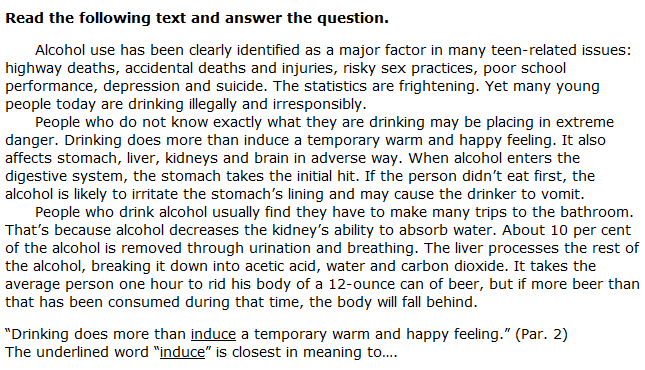 Read the following text and answer the question.
Alcohol use has been clearly identified as a major factor in many teen-related issues:
highway deaths, accidental deaths and injuries, risky sex practices, poor school
performance, depression and suicide. The statistics are frightening. Yet many young
people today are drinking illegally and irresponsibly.
People who do not know exactly what they are drinking may be placing in extreme
danger. Drinking does more than induce a temporary warm and happy feeling. It also
affects stomach, liver, kidneys and brain in adverse way. When alcohol enters the
digestive system, the stomach takes the initial hit. If the person didn’t eat first, the
alcohol is likely to irritate the stomach’s lining and may cause the drinker to vomit.
People who drink alcohol usually find they have to make many trips to the bathroom.
That’s because alcohol decreases the kidney’s ability to absorb water. About 10 per cent
of the alcohol is removed through urination and breathing. The liver processes the rest of
the alcohol, breaking it down into acetic acid, water and carbon dioxide. It takes the
average person one hour to rid his body of a 12-ounce can of beer, but if more beer than
that has been consumed during that time, the body will fall behind.
“Drinking does more than induce a temporary warm and happy feeling.” (Par. 2)
The underlined word “induce” is closest in meaning to....